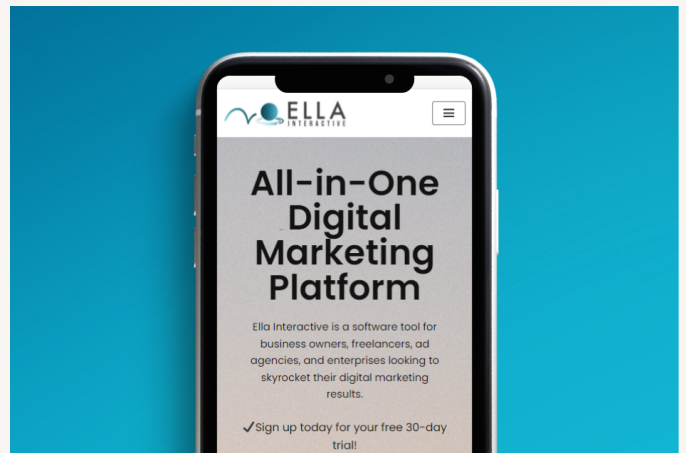 ELLA
INTERACTIVE
All-in-One
Digital
Marketing
Platform
Ella Interactive is a software tool for
business owners, freelancers, ad
agencies, and enterprises looking to
skyrocket their digital marketing
results.
✓Sign up today for your free 30-day
trial!